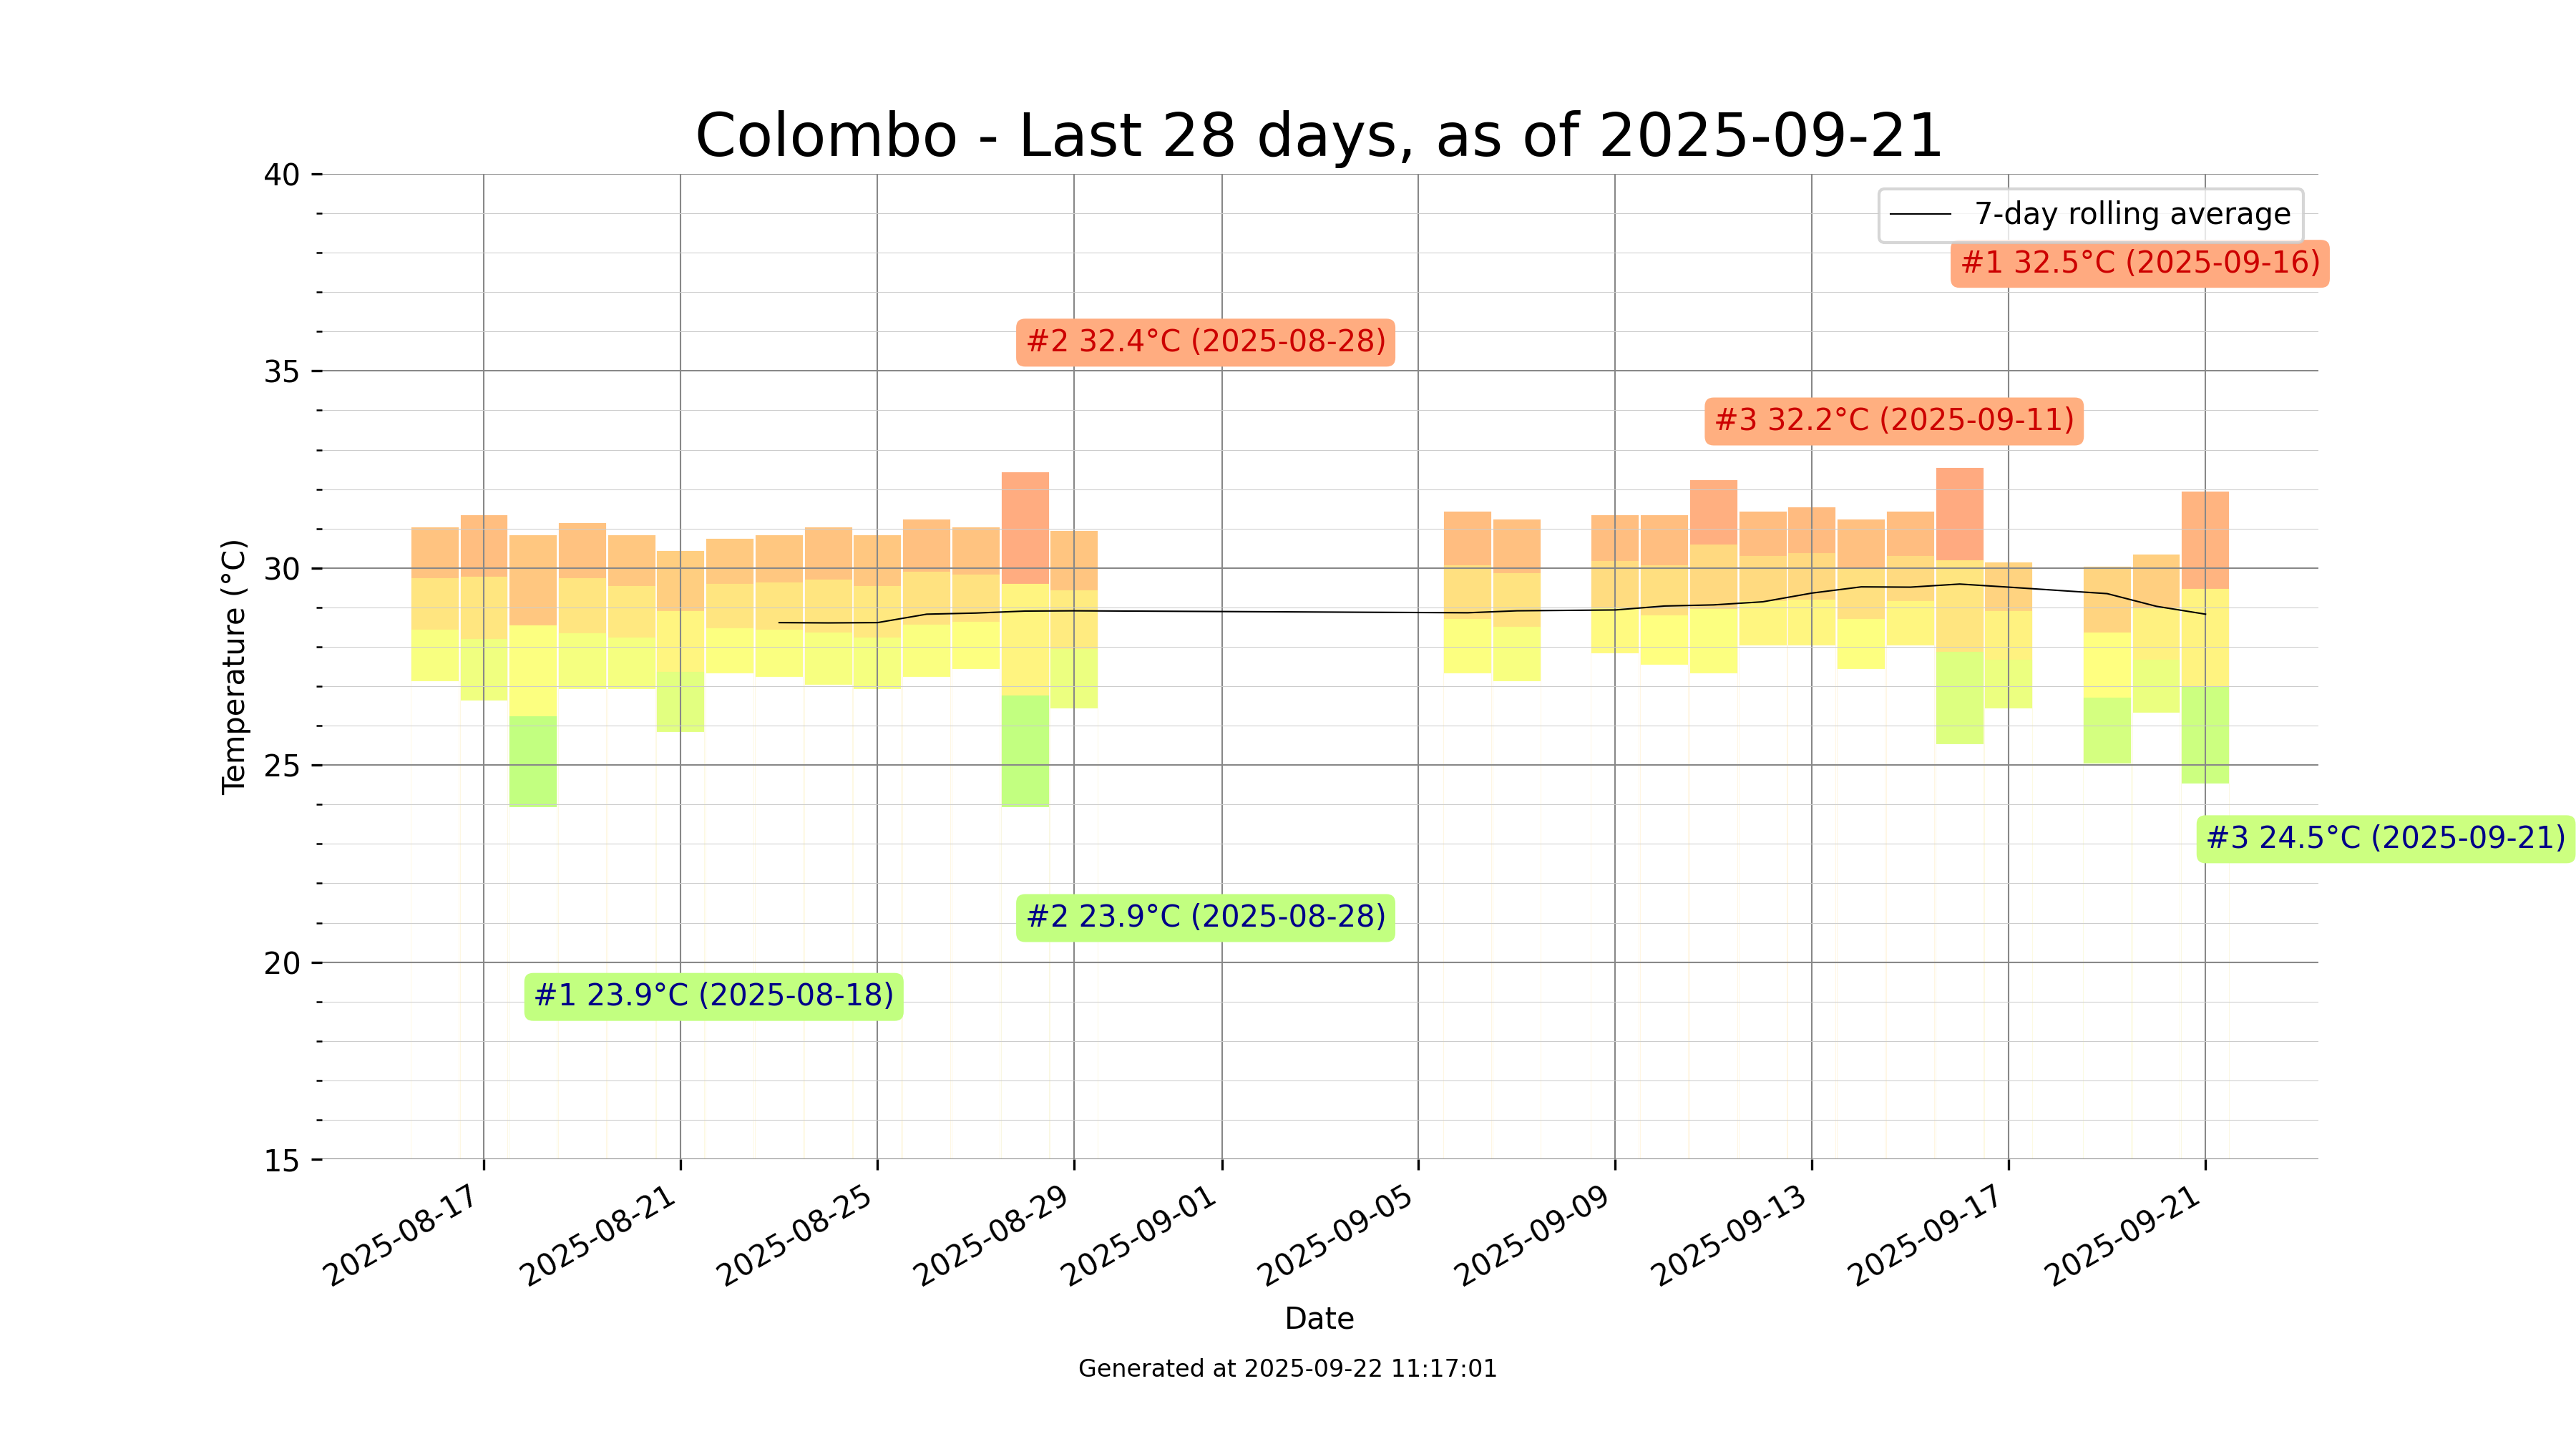 Colombo - Last 28 days, as of 2025-09-21
7-day rolling average
#1 32.5°C (2025-09-16)
#2 32.4°C (2025-08-28)
#3 32.2°C (2025-09-11)
#3 24.5°C (2025-09-21)
#2 23.9°C (2025-08-28)
#1 23.9°C (2025-08-18)
Temperature (°C)
40
35
30
25
20
15
2025-08-17
2025-08-21
2025-08-25
2025-08-29
2025-09-01
2025-09-05
2025-09-09
2025-09-13
2025-09-17
2025-09-21
Date
Generated at 2025-09-22 11:17:01